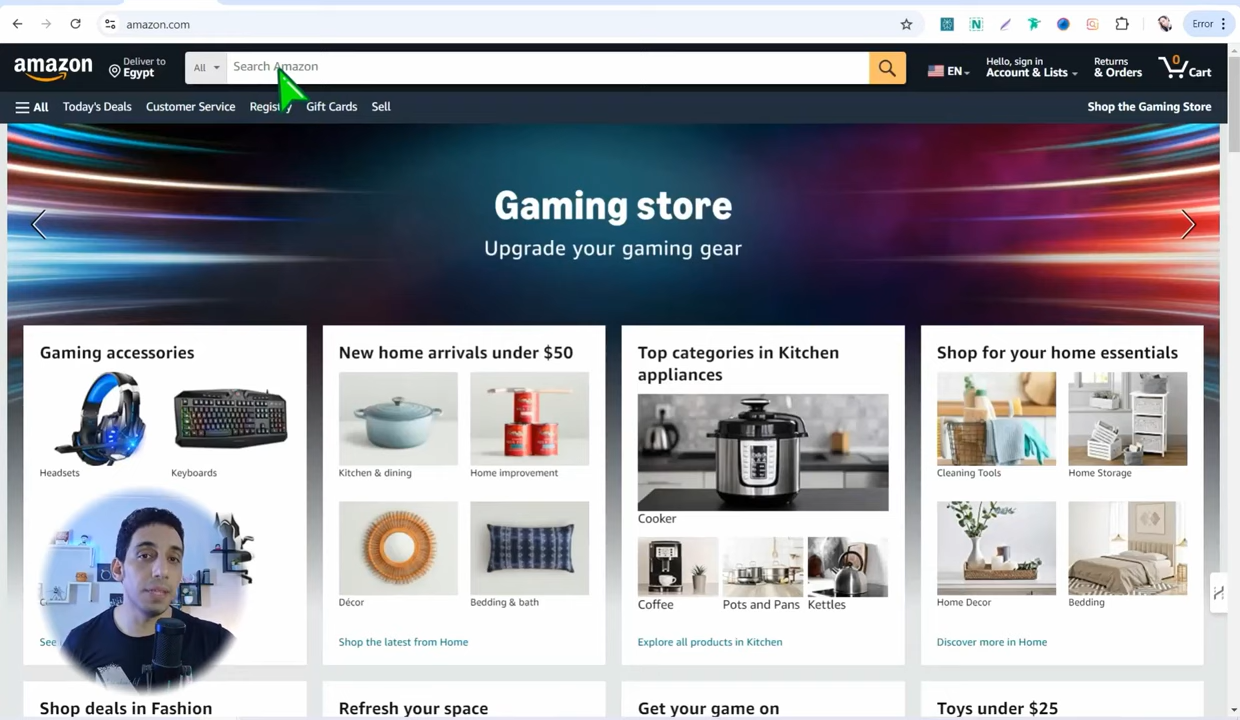 amazon.com
Error
amazon
Deliver to
Egypt
All
Search Amazon
EN
Hello, sign in
Account & Lists
Returns
& Orders
0
Cart
All
Today's Deals
Customer Service
Registry
Gift Cards
Sell
Shop the Gaming Store
Gaming store
Upgrade your gaming gear
Gaming accessories
Headsets
Keyboards
See
New home arrivals under $50
Kitchen & dining
Home improvement
Décor
Bedding & bath
Shop the latest from Home
Top categories in Kitchen
appliances
Cooker
Coffee
Pots and Pans
Kettles
Explore all products in Kitchen
Shop for your home essentials
Cleaning Tools
Home Storage
Home Decor
Bedding
Discover more in Home
Shop deals in Fashion
Refresh your space
Get your game on
Toys under $25